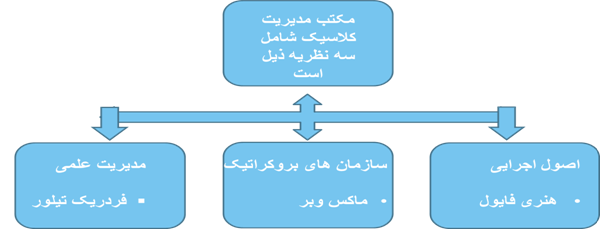 مکتب مدیریت
کلاسیک شامل
سه نظریه ذیل
است
اصول اجرایی
• هنری فایول
سازمان های بروکراتیک
• ماکس وبر
مدیریت علمی
▪ فردریک تیلور